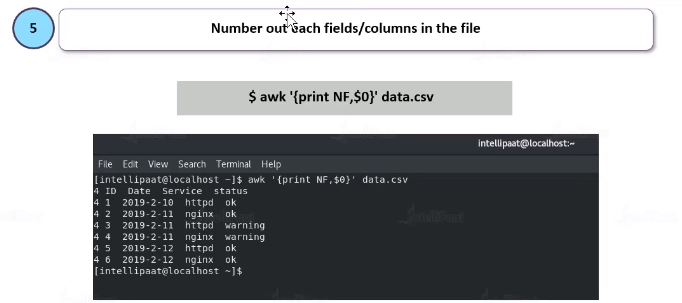 5
Number out each fields/columns in the file
$ awk '{print NF,$0}' data.csv
intellipaat@localhost:~
File Edit View Search Terminal Help
[intellipaat@localhost ~]$ awk '{print NF,$0}' data.csv
4 ID Date Service status
4 1 2019-2-10 httpd ok
4 2 2019-2-11 nginx ok
4 3 2019-2-11 httpd warning
4 4 2019-2-11 nginx warning
4 5 2019-2-12 httpd ok
4 6 2019-2-12 nginx ok
[intellipaat@localhost ~]$